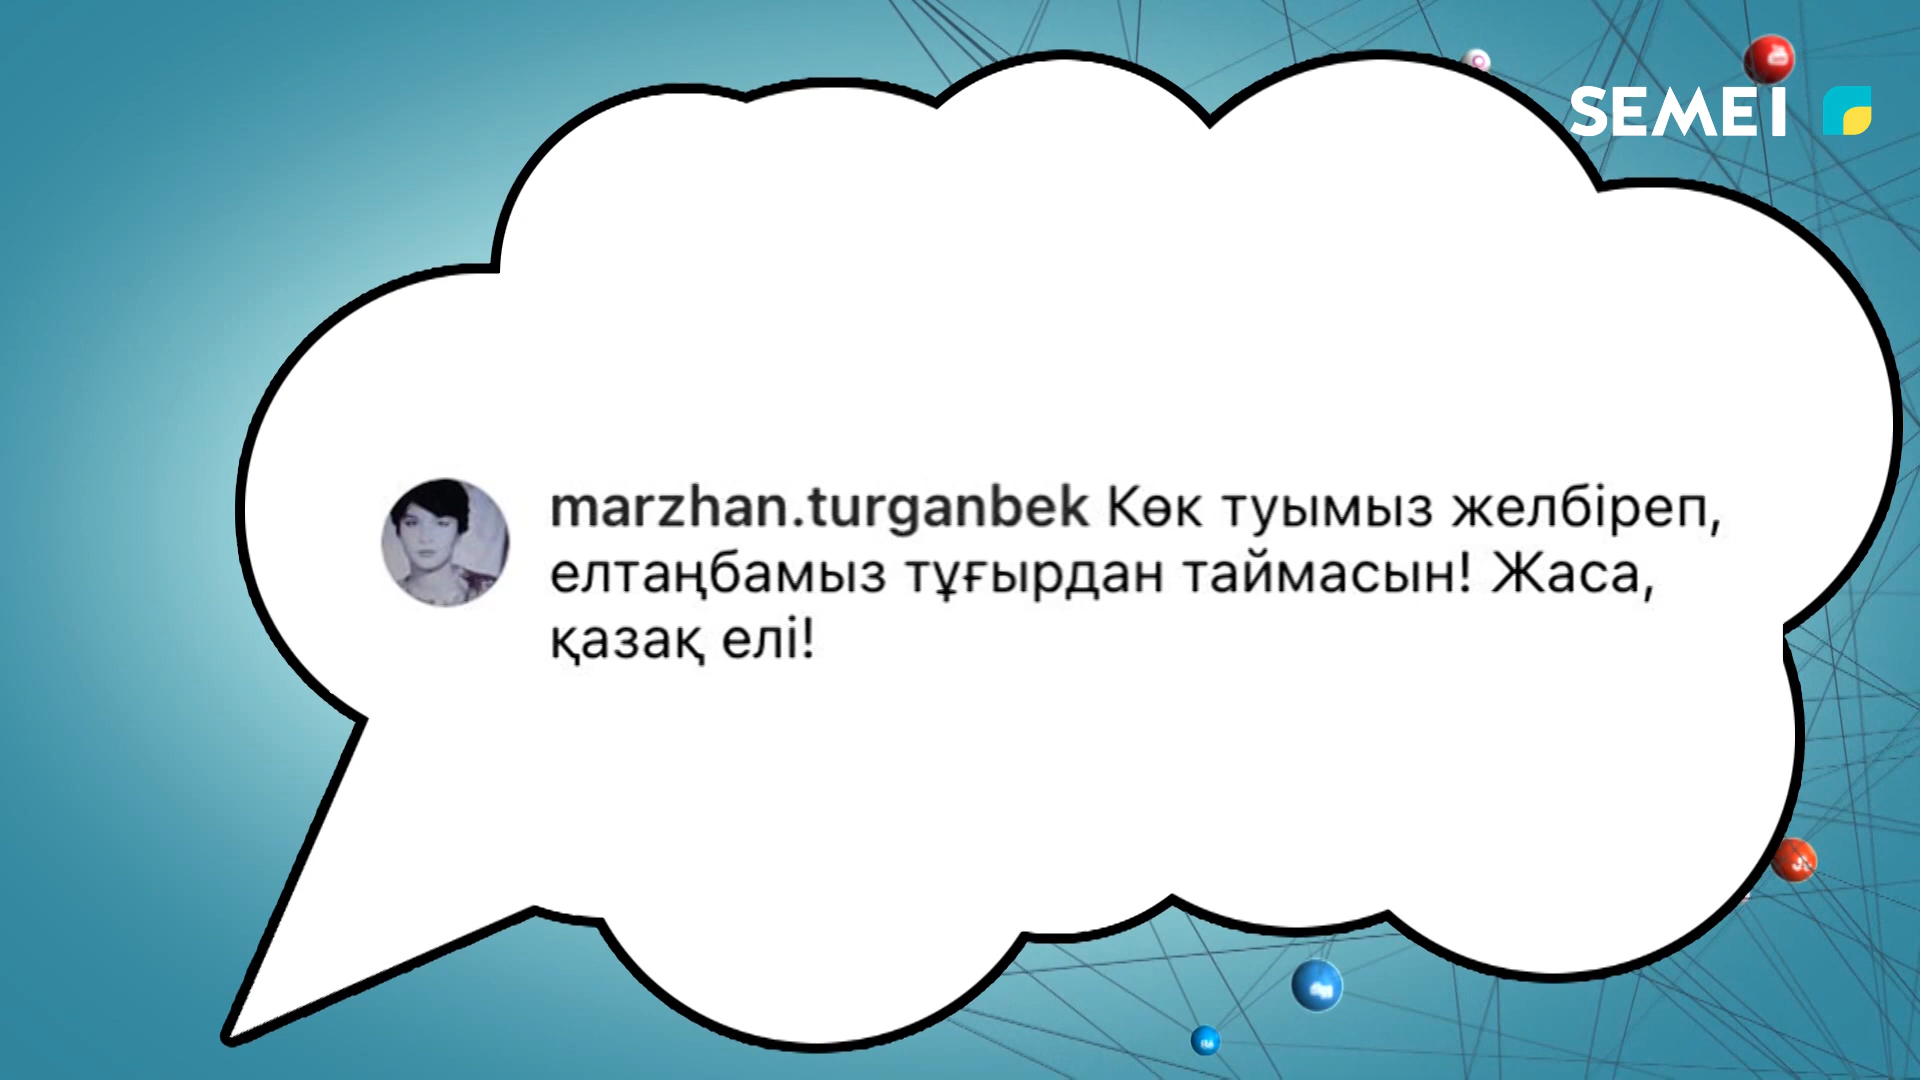 SEMEI
marzhan.turganbek Көк туымыз желбіреп,
елтаңбамыз тұғырдан таймасын! Жаса,
қазақ елі!